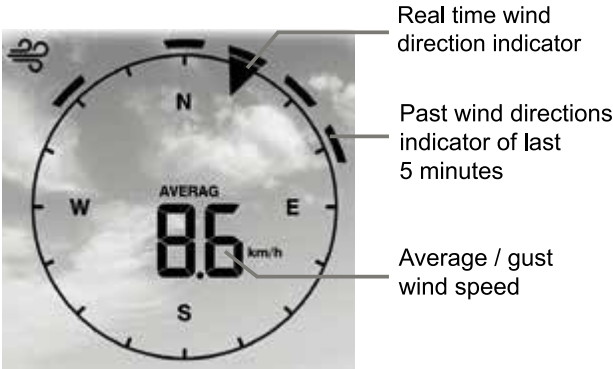 Real time wind
direction indicator
N
Past wind directions
indicator of last
5 minutes
AVERAG
W
E
8.6 km/h
Average / gust
wind speed
S